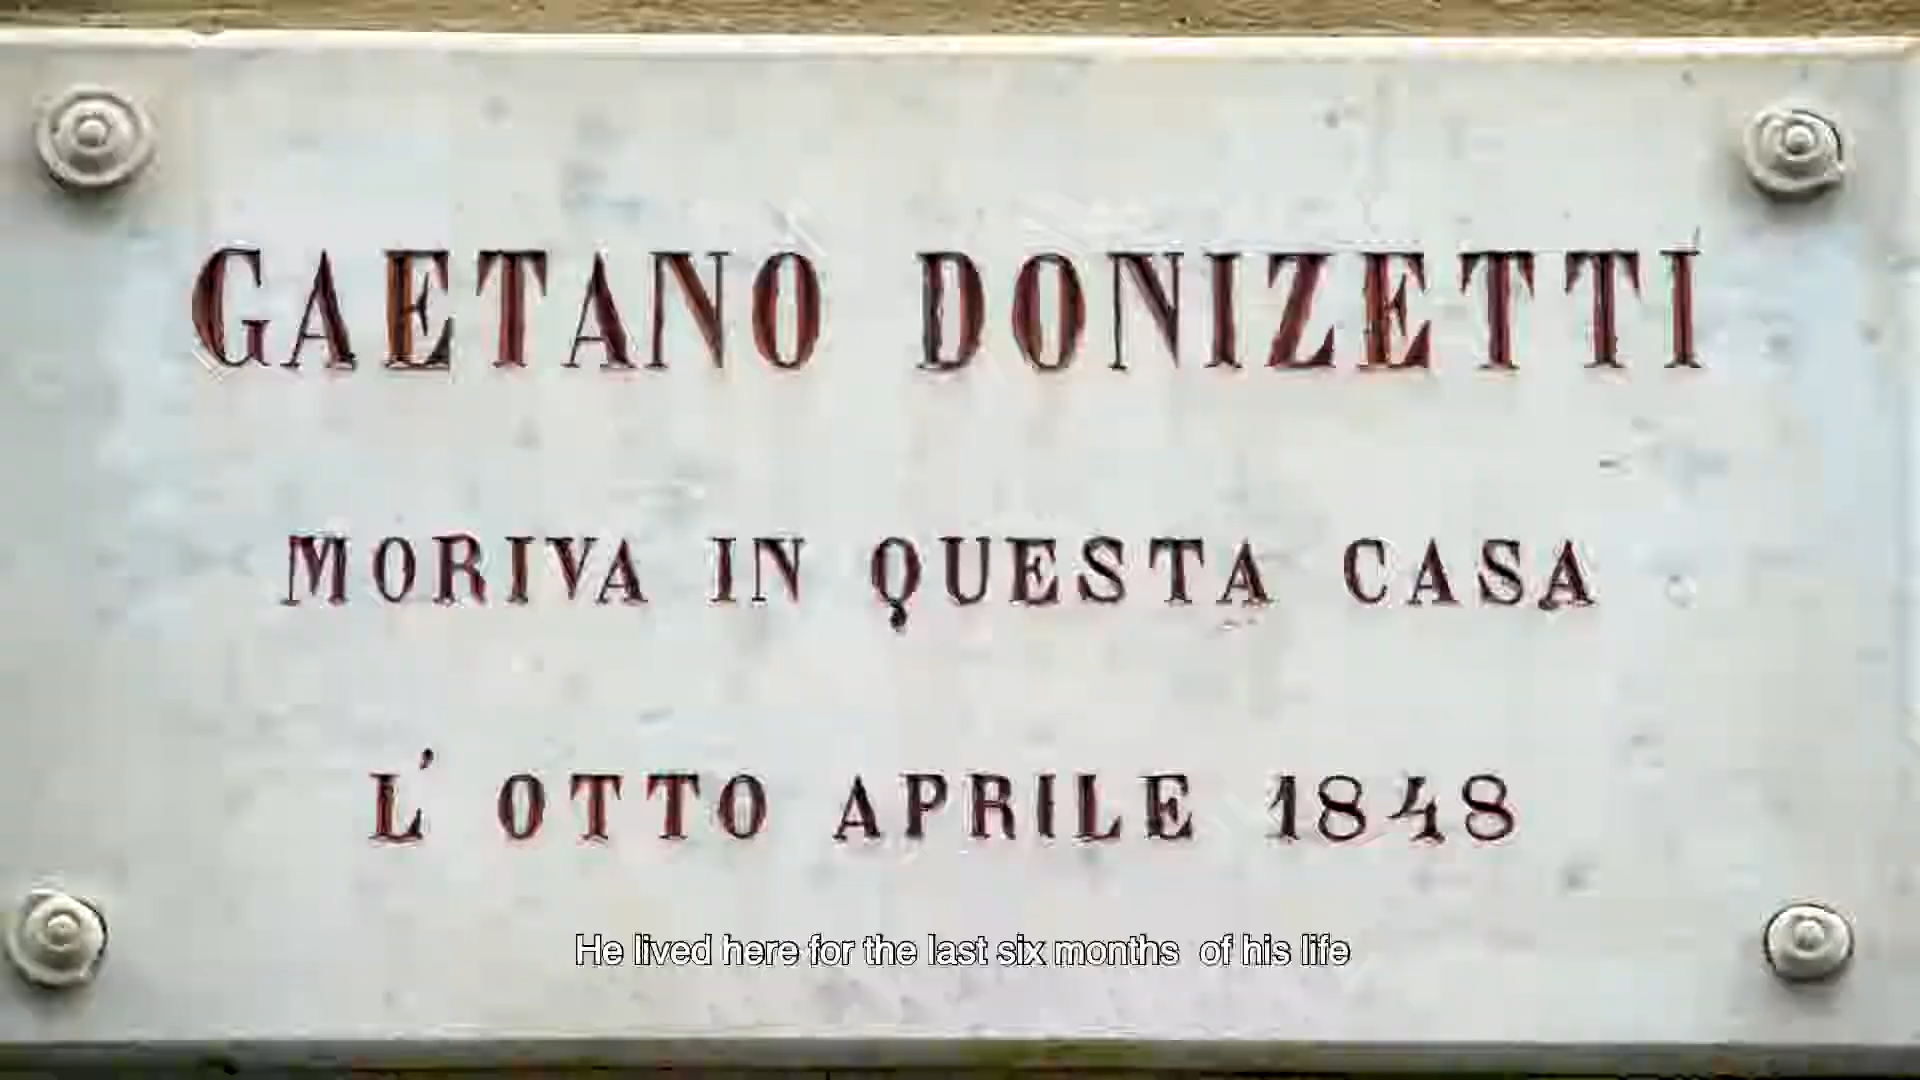 GAETANO DONIZETTI
MORIVA IN QUESTA CASA
L' OTTO APRILE 1848
He lived here for the last six months of his life